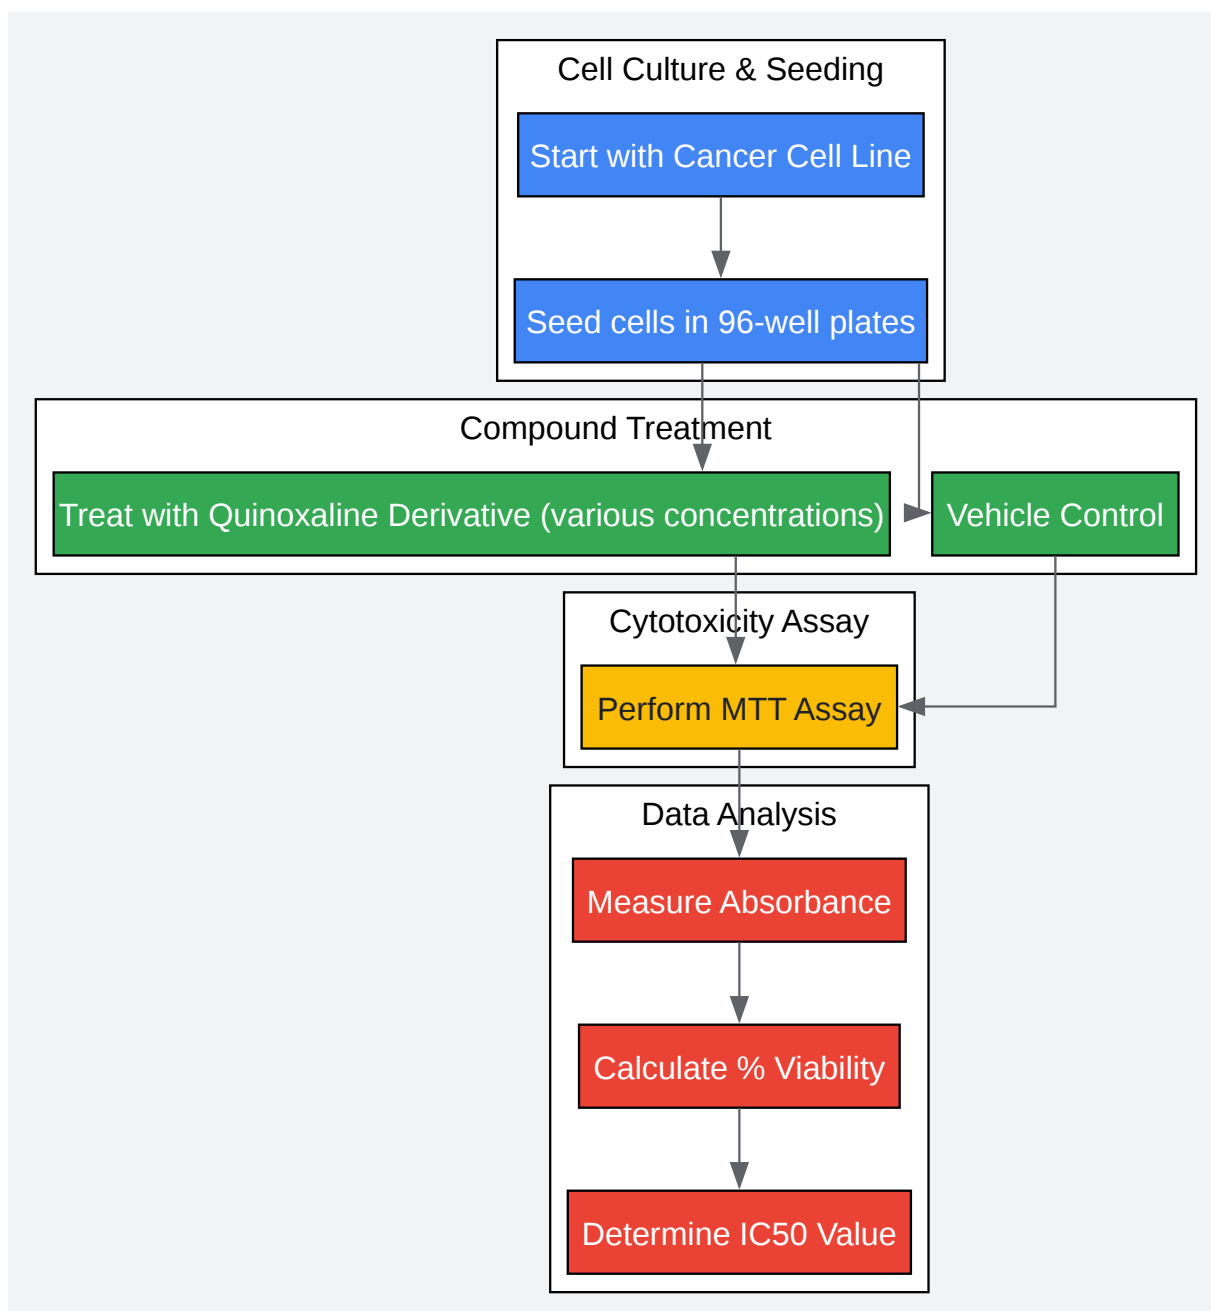 Cell Culture & Seeding
Start with Cancer Cell Line
Seed cells in 96-well plates
Compound Treatment
Treat with Quinoxaline Derivative (various concentrations)
Vehicle Control
Cytotoxicity Assay
Perform MTT Assay
Data Analysis
Measure Absorbance
Calculate % Viability
Determine IC50 Value